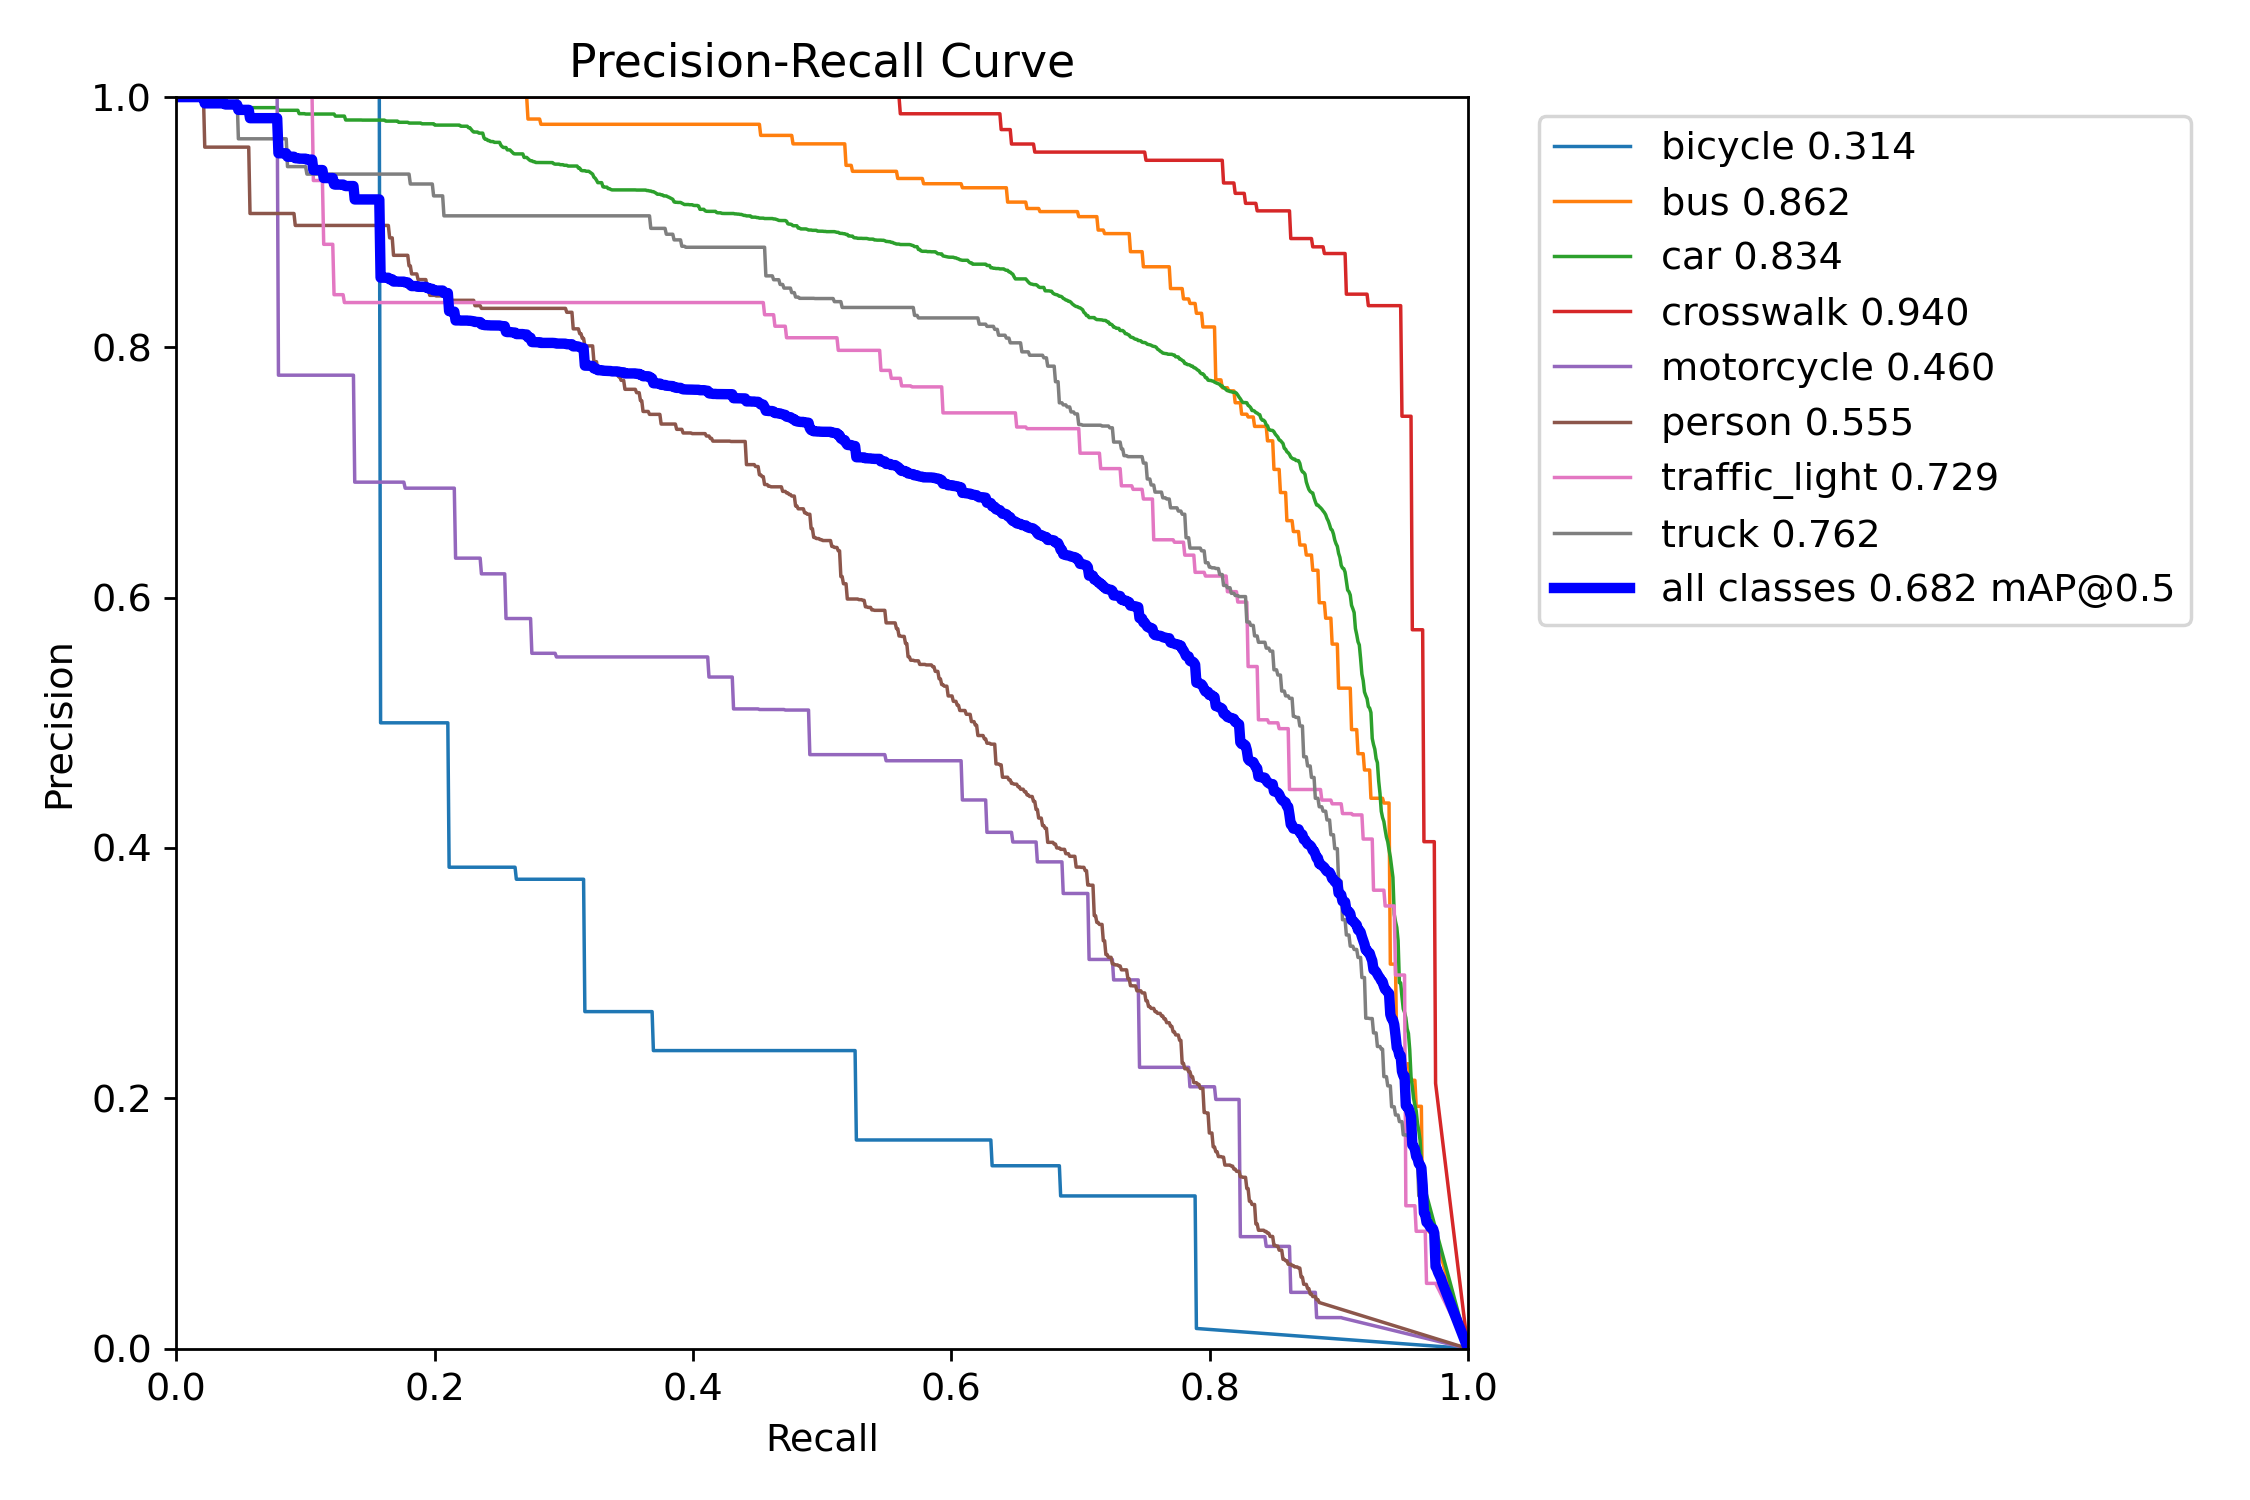 Precision-Recall Curve
1.0
0.8
0.6
0.4
0.2
0.0
Precision
0.0 0.2 0.4 0.6 0.8 1.0
Recall
bicycle 0.314
bus 0.862
car 0.834
crosswalk 0.940
motorcycle 0.460
person 0.555
traffic_light 0.729
truck 0.762
all classes 0.682 mAP@0.5